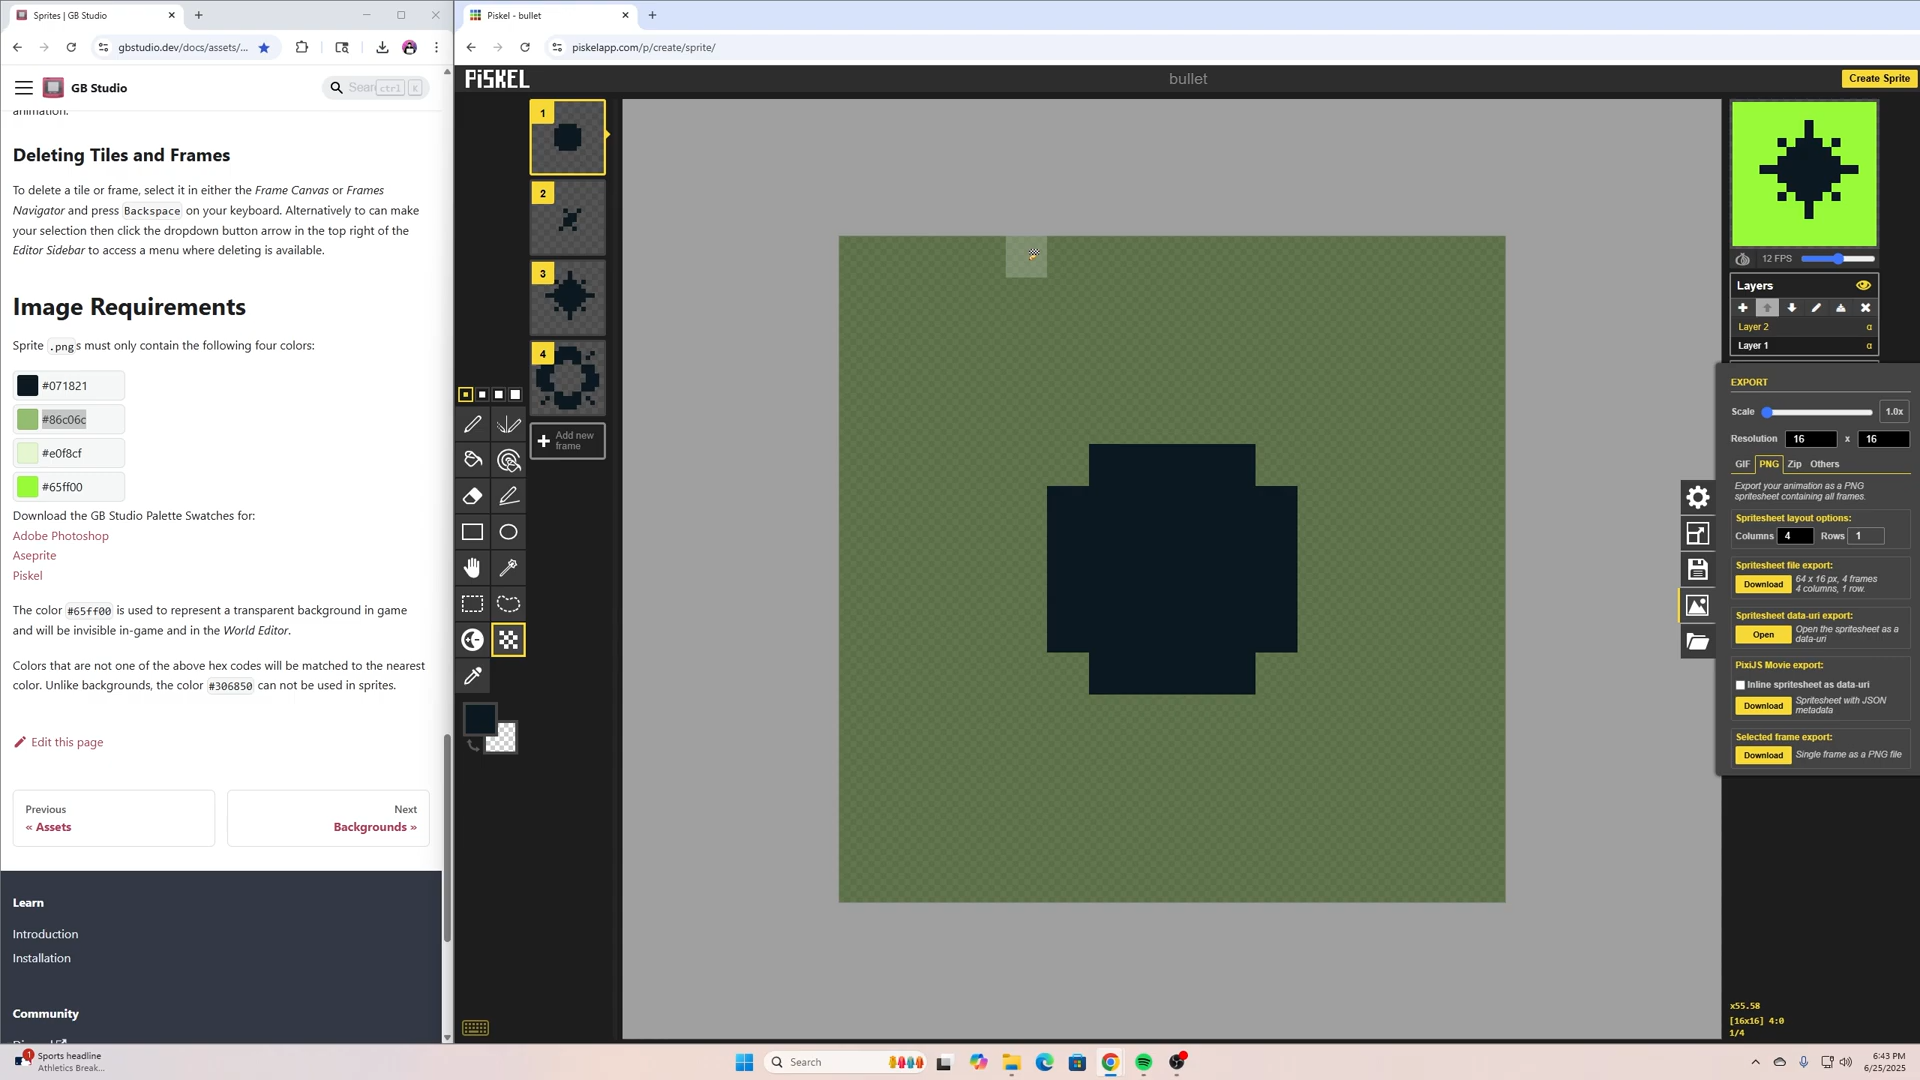 Sprites | GB Studio
Piskel - bullet
gbstudio.dev/docs/assets/...
piskelapp.com/p/create/sprite/
GB Studio
Sear
ctrl K
PiSKEL
bullet
Create Sprite
animation.
Deleting Tiles and Frames
To delete a tile or frame, select it in either the Frame Canvas or Frames
Navigator and press Backspace on your keyboard. Alternatively to can make
your selection then click the dropdown button arrow in the top right of the
Editor Sidebar to access a menu where deleting is available.
Image Requirements
Sprite .pngs must only contain the following four colors:
#071821
#86c06c
#e0f8cf
#65ff00
Download the GB Studio Palette Swatches for:
Adobe Photoshop
Aseprite
Piskel
The color #65ff00 is used to represent a transparent background in game
and will be invisible in-game and in the World Editor.
Colors that are not one of the above hex codes will be matched to the nearest
color. Unlike backgrounds, the color #306850 can not be used in sprites.
Edit this page
Previous
« Assets
Next
Backgrounds »
Learn
Introduction
Installation
Community
1
2
3
4
Add new
frame
12 FPS
Layers
Layer 2
α
Layer 1
α
EXPORT
Scale
1.0x
Resolution 16 x 16
GIF PNG Zip Others
Export your animation as a PNG
spritesheet containing all frames.
Spritesheet layout options:
Columns 4 Rows 1
Spritesheet file export:
Download
64 x 16 px, 4 frames
4 columns, 1 row.
Spritesheet data-uri export:
Open
Open the spritesheet as a
data-uri
PixiJS Movie export:
Inline spritesheet as data-uri
Download
Spritesheet with JSON
metadata
Selected frame export:
Download
Single frame as a PNG file
x55.58
[16x16] 4:0
1/4
1
Sports headline
Athletics Break...
Search
6:43 PM
6/25/2025